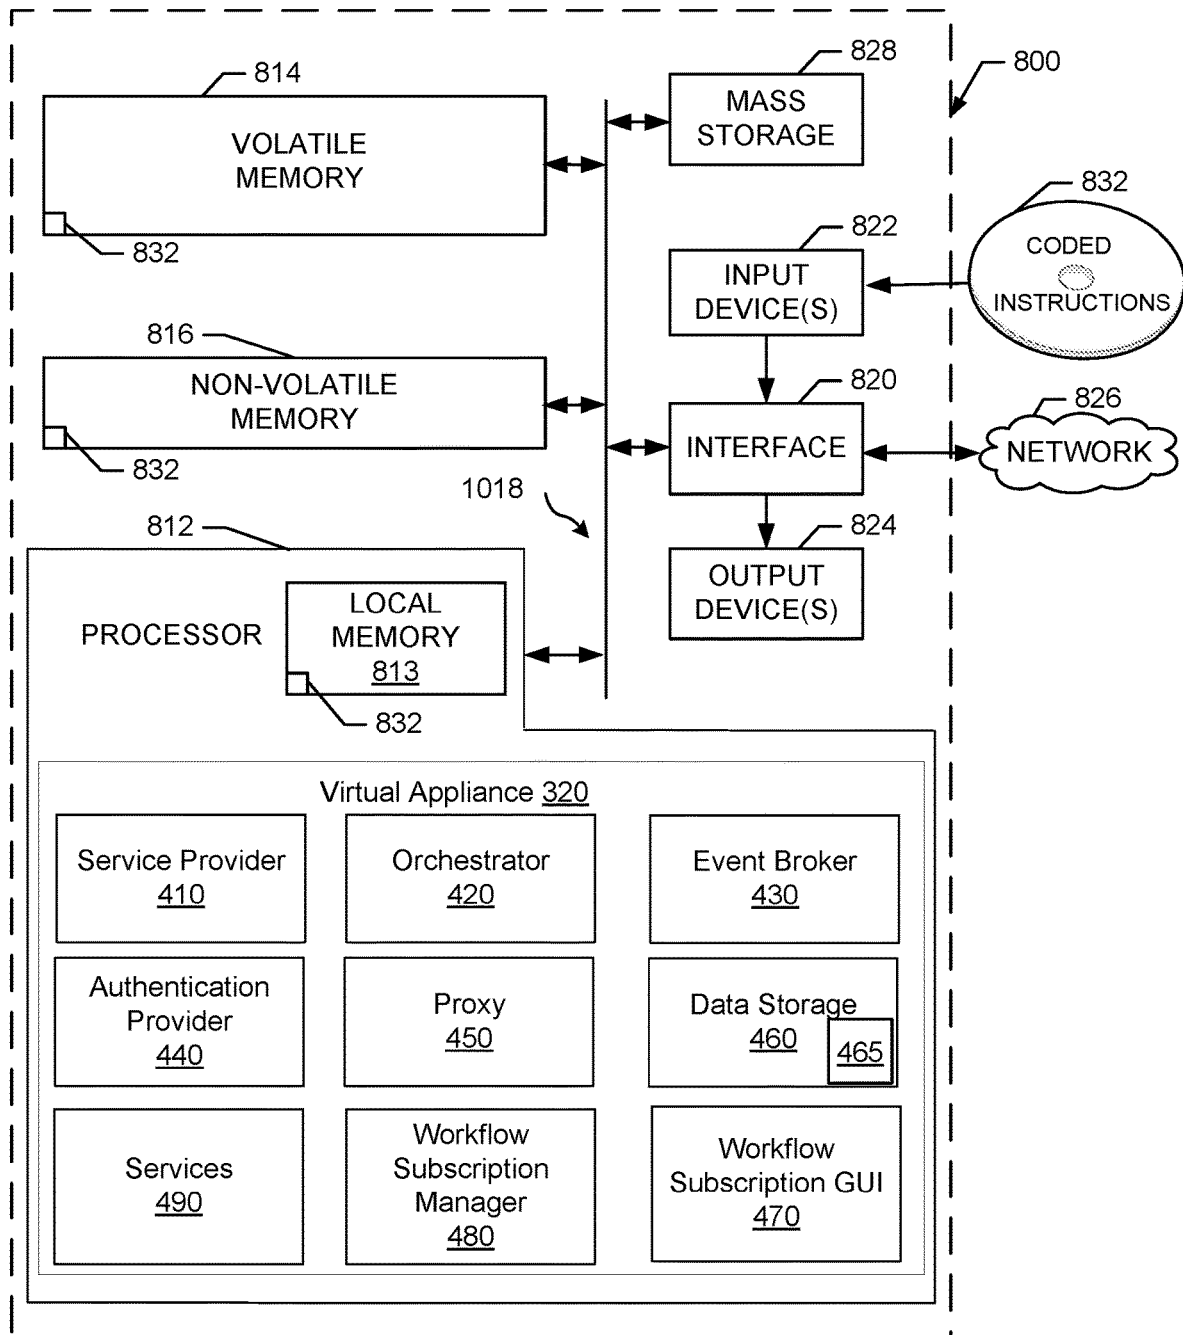 814
VOLATILE
MEMORY
832
828
MASS
STORAGE
800
822
INPUT
DEVICE(S)
832
CODED
INSTRUCTIONS
816
NON-VOLATILE
MEMORY
832
820
INTERFACE
826
NETWORK
1018
824
OUTPUT
DEVICE(S)
812
PROCESSOR
LOCAL
MEMORY
813
832
Virtual Appliance 320
Service Provider
410
Orchestrator
420
Event Broker
430
Authentication
Provider
440
Proxy
450
Data Storage
460
465
Services
490
Workflow
Subscription
Manager
480
Workflow
Subscription GUI
470